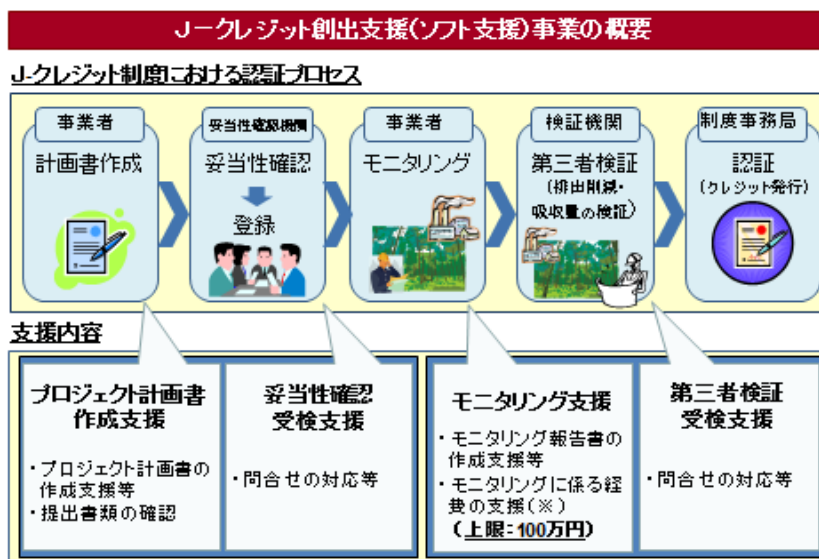 J－クレジット創出支援(ソフト支援)事業の概要
J-クレジット制度における認証プロセス
事業者
計画書作成
妥当性確認機関
妥当性確認
登録
事業者
モニタリング
検証機関
第三者検証
(排出削減・
吸収量の検証)
制度事務局
認証
(クレジット発行)
支援内容
プロジェクト計画書
作成支援
・プロジェクト計画書の
作成支援等
・提出書類の確認
妥当性確認
受検支援
・問合せの対応等
モニタリング支援
・モニタリング報告書の
作成支援等
・モニタリングに係る経
費の支援(※)
(上限：100万円)
第三者検証
受検支援
・問合せの対応等